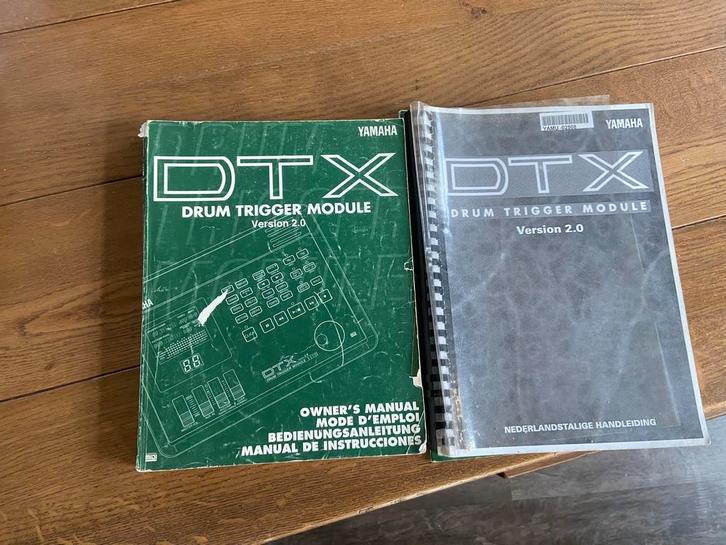 YAMAHA
DTX
DRUM TRIGGER MODULE
Version 2.0
DTX
OWNER'S MANUAL
MODE D'EMPLOI
BEDIENUNGSANLEITUNG
MANUAL DE INSTRUCCIONES
YAMAHA
DTX
DRUM TRIGGER MODULE
Version 2.0
NEDERLANDSTALIGE HANDLEIDING